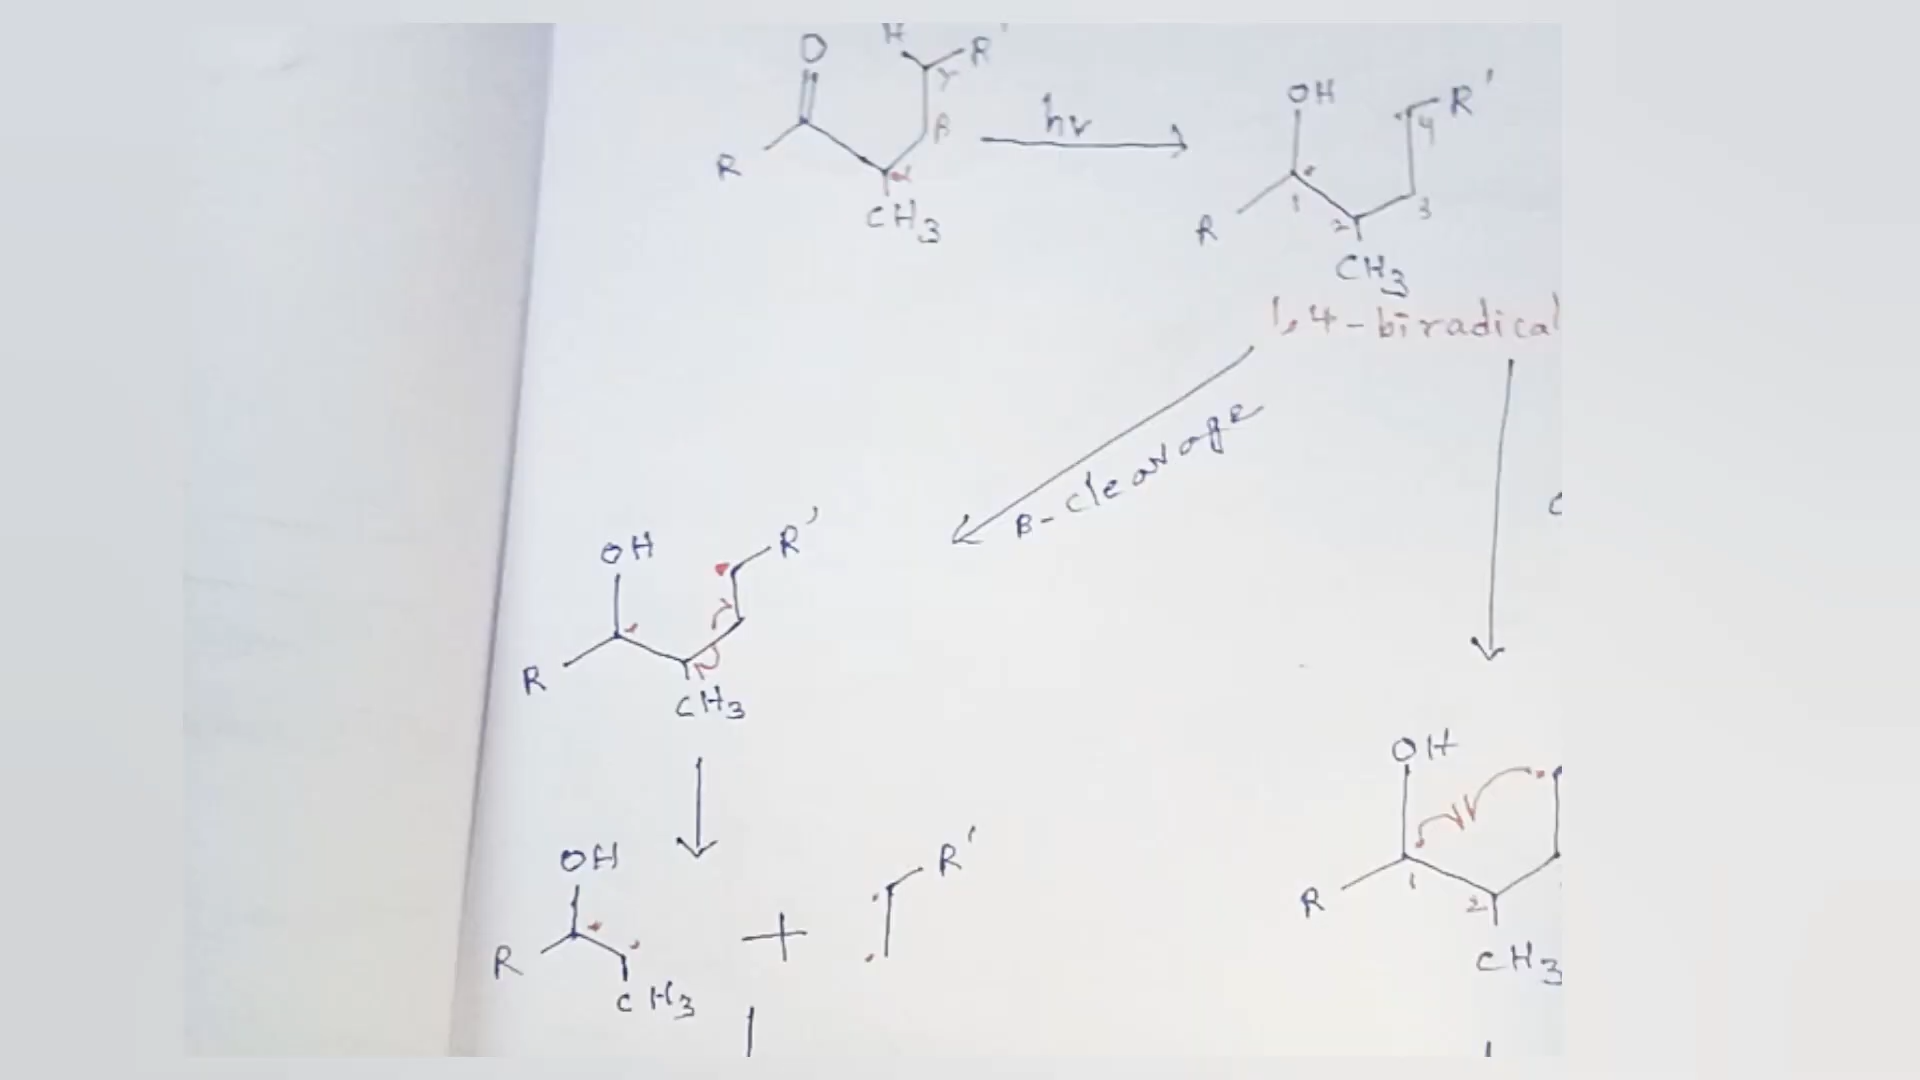 O H R'
γ
β
R α
CH3
hν
OH R'
4
1 3
R 2
CH3
1,4-biradical
β-cleavage
OH R'
R
CH3
OH
R
CH3
+
R'
OH
1
R 2
CH3